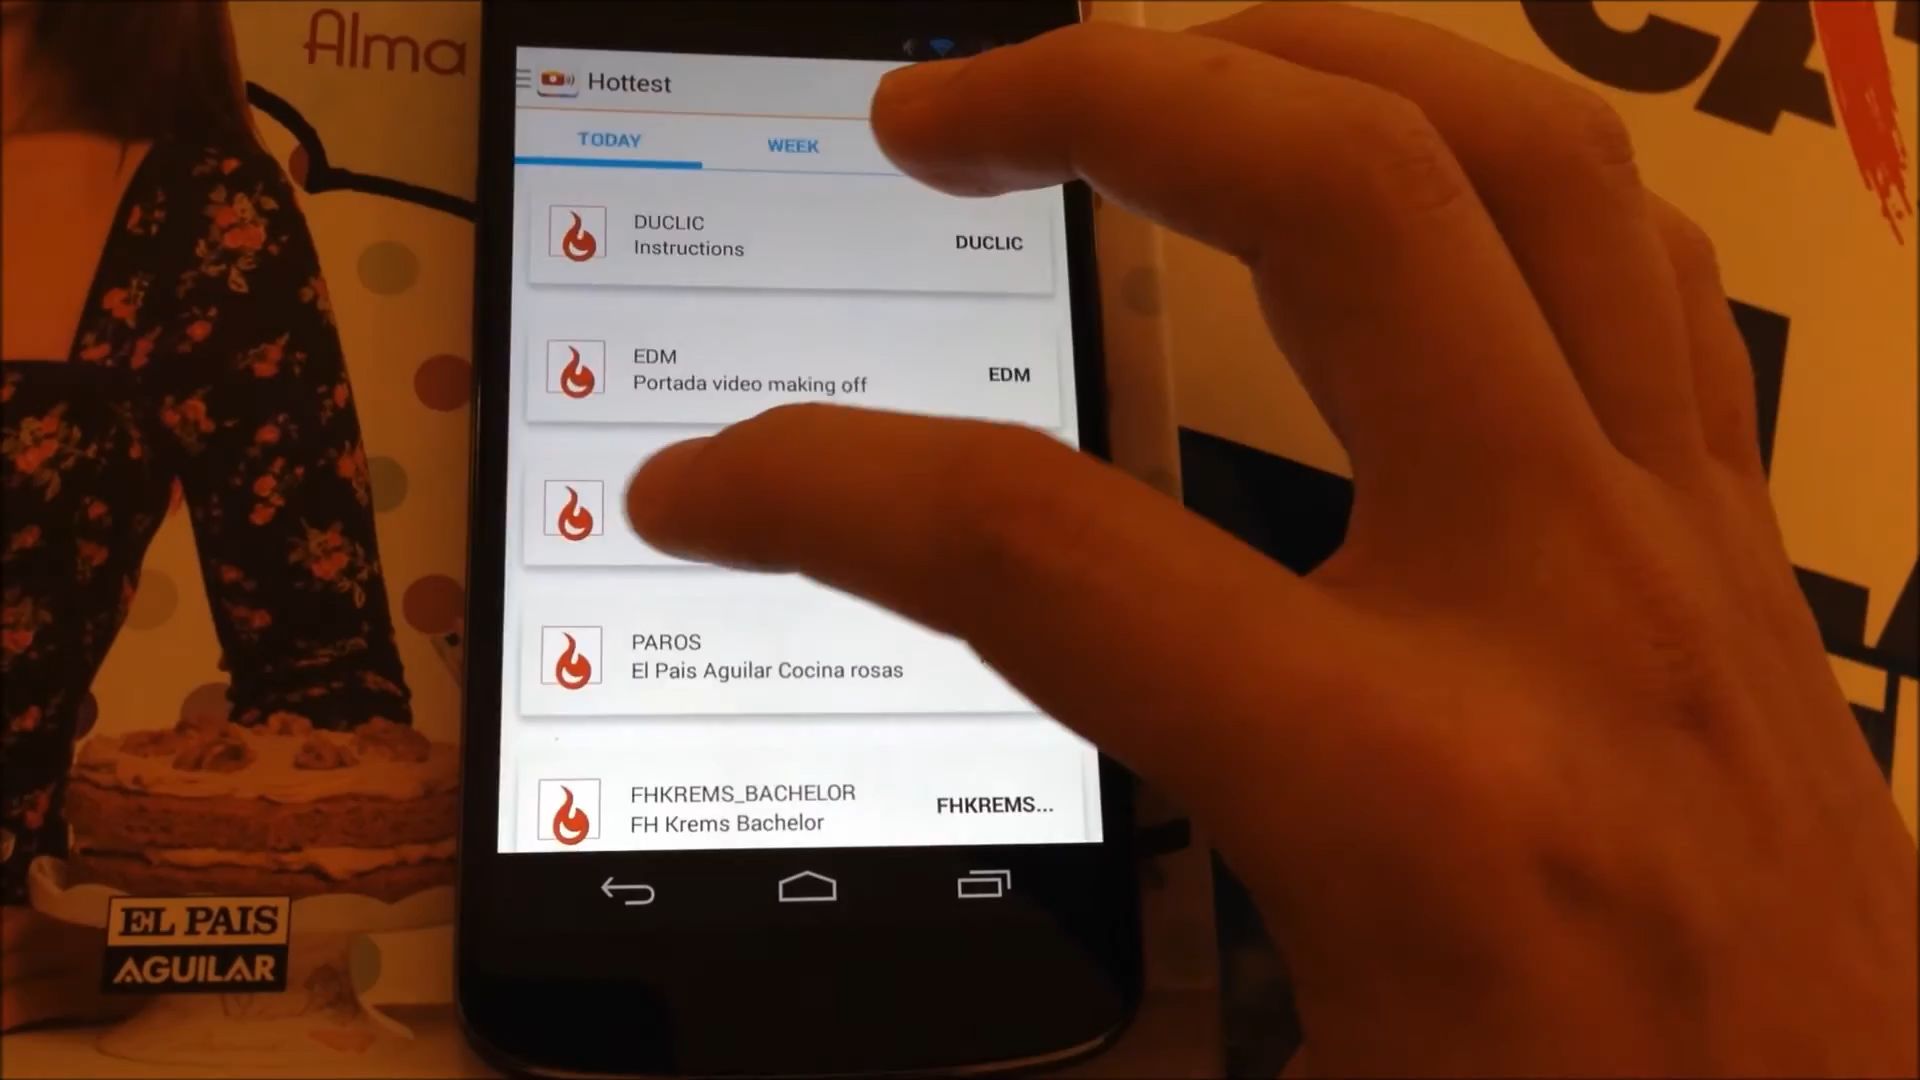 Alma
Hottest
TODAY
WEEK
DUCLIC
Instructions
DUCLIC
EDM
Portada video making off
EDM
PAROS
El Pais Aguilar Cocina rosas
FHKREMS_BACHELOR
FH Krems Bachelor
FHKREMS...
EL PAIS
AGUILAR